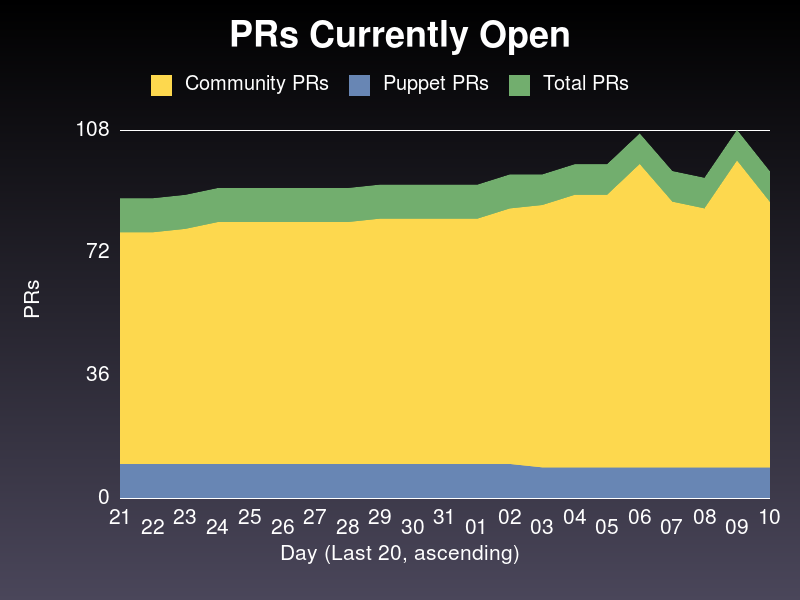 PRs Currently Open
Community PRs Puppet PRs Total PRs
108
72
36
0
PRs
21 22 23 24 25 26 27 28 29 30 31 01 02 03 04 05 06 07 08 09 10
Day (Last 20, ascending)